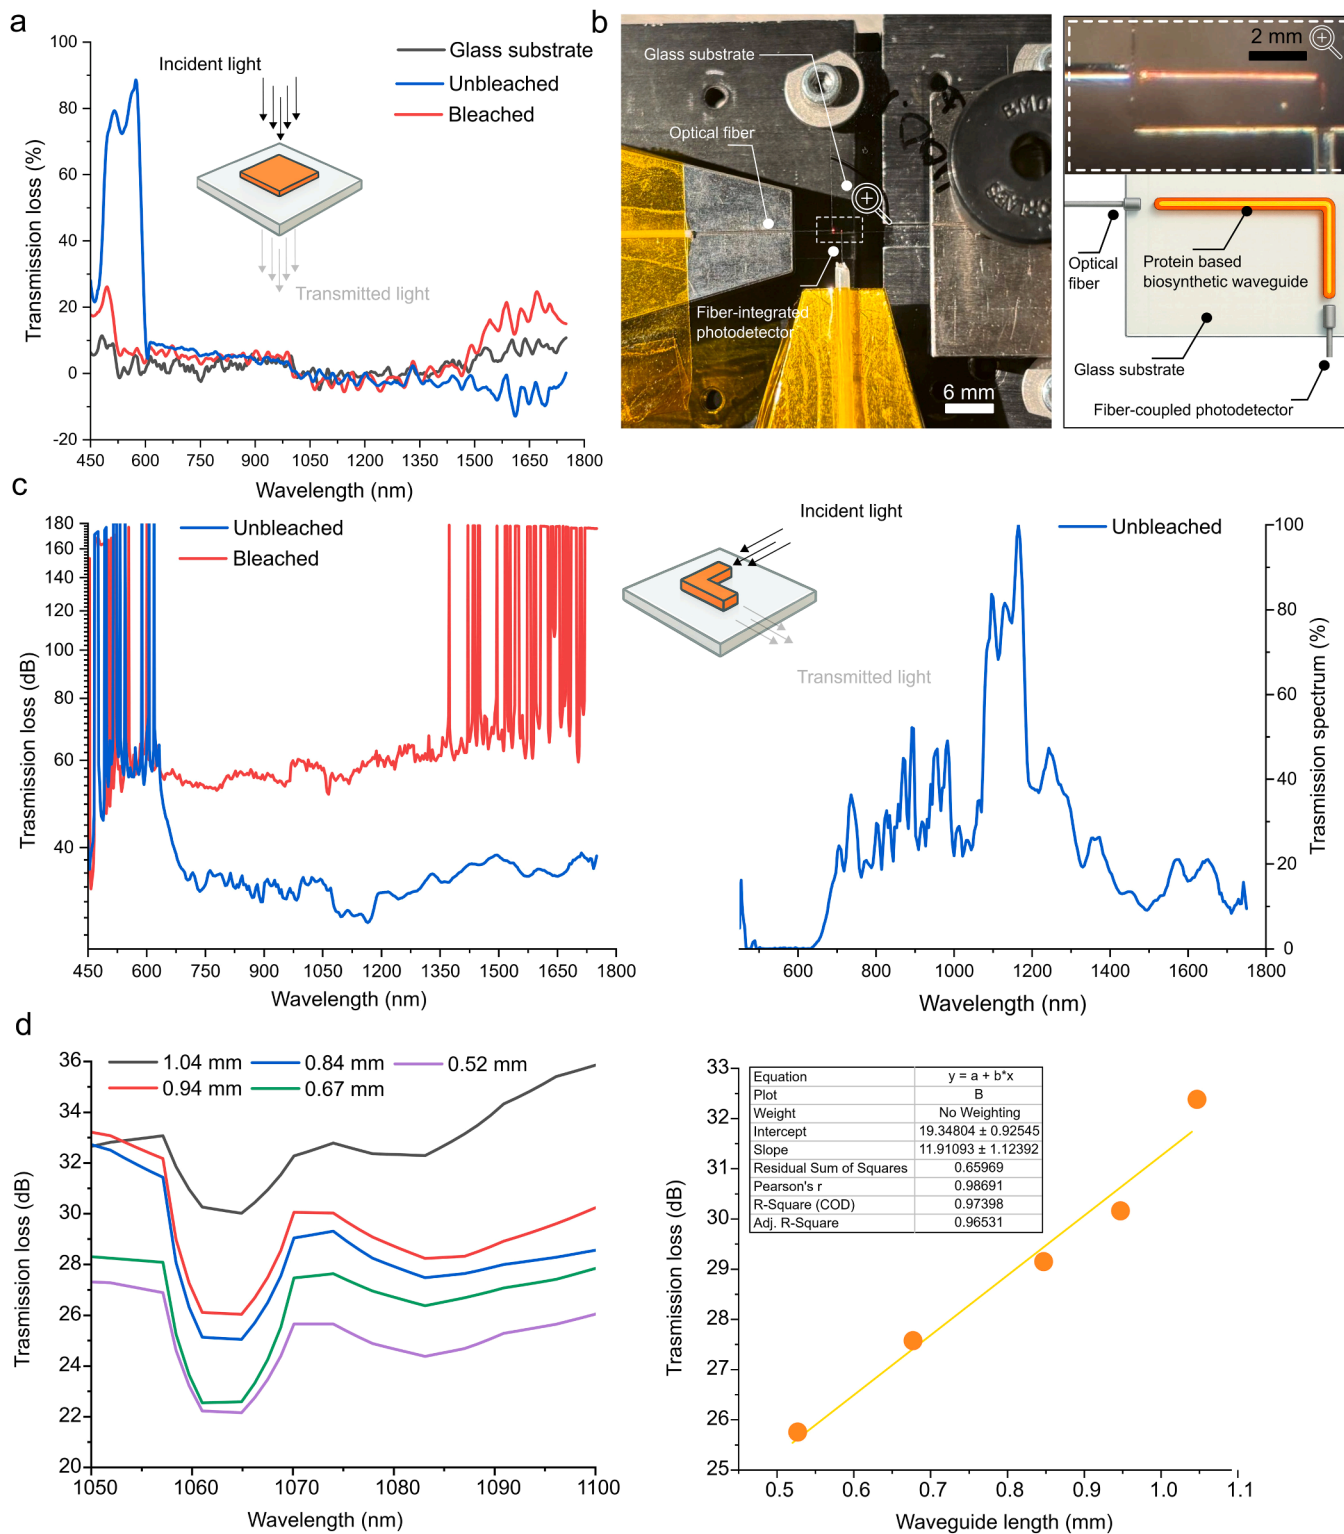 a
100
80
60
40
20
0
-20
Transmission loss (%)
450 600 750 900 1050 1200 1350 1500 1650 1800
Wavelength (nm)
Glass substrate
Unbleached
Bleached
Incident light
Transmitted light
b
Glass substrate
Optical fiber
Fiber-integrated
photodetector
6 mm
2 mm
Optical
fiber
Protein based
biosynthetic waveguide
Glass substrate
Fiber-coupled photodetector
c
180
160
140
120
100
80
60
40
Trasmission loss (dB)
450 600 750 900 1050 1200 1350 1500 1650 1800
Wavelength (nm)
Unbleached
Bleached
Incident light
Transmitted light
Unbleached
100
80
60
40
20
0
Trasmission spectrum (%)
600 800 1000 1200 1400 1600 1800
Wavelength (nm)
d
36
34
32
30
28
26
24
22
20
Trasmission loss (dB)
1050 1060 1070 1080 1090 1100
Wavelength (nm)
1.04 mm 0.84 mm 0.52 mm
0.94 mm 0.67 mm
33
32
31
30
29
28
27
26
25
Trasmission loss (dB)
0.5 0.6 0.7 0.8 0.9 1.0 1.1
Waveguide length (mm)
Equation y = a + b*x
Plot B
Weight No Weighting
Intercept 19.34804 ± 0.92545
Slope 11.91093 ± 1.12392
Residual Sum of Squares 0.65969
Pearson's r 0.98691
R-Square (COD) 0.97398
Adj. R-Square 0.96531